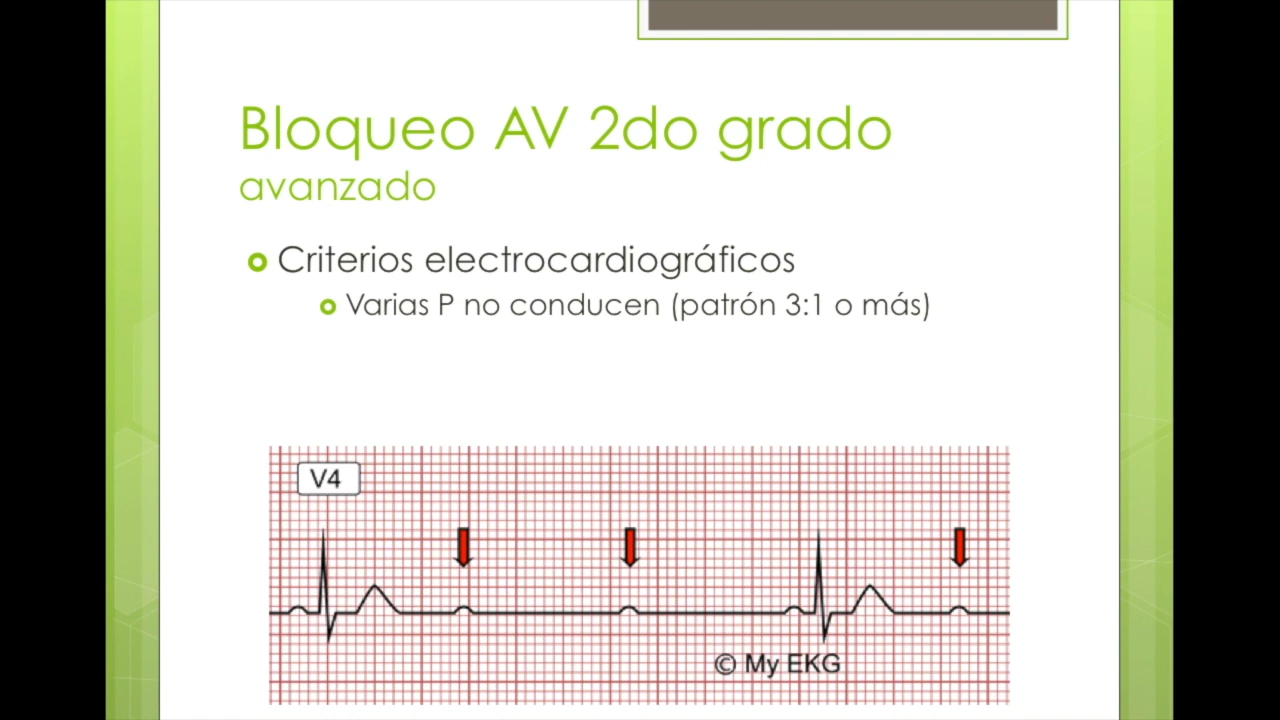 Bloqueo AV 2do grado
avanzado
Criterios electrocardiográficos
Varias P no conducen (patrón 3:1 o más)
V4
© My EKG